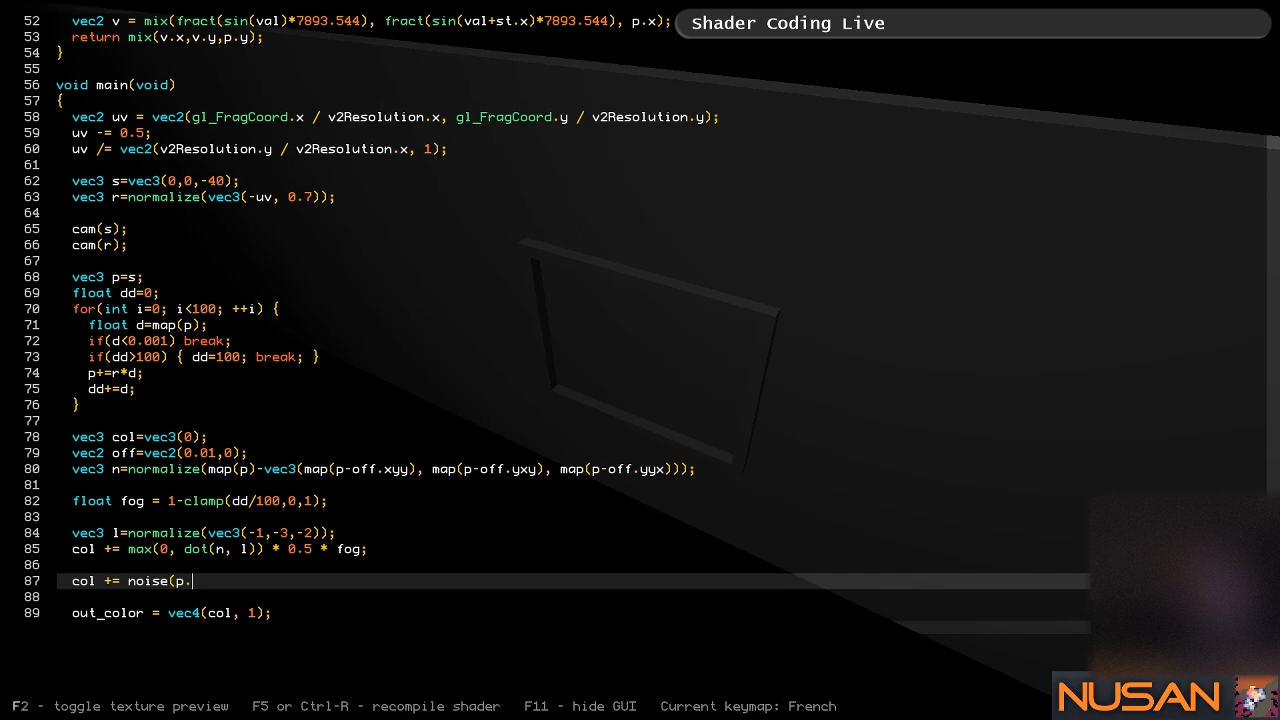 52 vec2 v = mix(fract(sin(val)*7893.544), fract(sin(val+st.x)*7893.544), p.x);
Shader Coding Live
53 return mix(v.x,v.y,p.y);
54 }
55
56 void main(void)
57 {
58 vec2 uv = vec2(gl_FragCoord.x / v2Resolution.x, gl_FragCoord.y / v2Resolution.y);
59 uv -= 0.5;
60 uv /= vec2(v2Resolution.y / v2Resolution.x, 1);
61
62 vec3 s=vec3(0,0,-40);
63 vec3 r=normalize(vec3(-uv, 0.7));
64
65 cam(s);
66 cam(r);
67
68 vec3 p=s;
69 float dd=0;
70 for(int i=0; i<100; ++i) {
71 float d=map(p);
72 if(d<0.001) break;
73 if(dd>100) { dd=100; break; }
74 p+=r*d;
75 dd+=d;
76 }
77
78 vec3 col=vec3(0);
79 vec2 off=vec2(0.01,0);
80 vec3 n=normalize(map(p)-vec3(map(p-off.xyy), map(p-off.yxy), map(p-off.yyx)));
81
82 float fog = 1-clamp(dd/100,0,1);
83
84 vec3 l=normalize(vec3(-1,-3,-2));
85 col += max(0, dot(n, l)) * 0.5 * fog;
86
87 col += noise(p.
88
89 out_color = vec4(col, 1);
NUSAN
F2 - toggle texture preview F5 or Ctrl-R - recompile shader F11 - hide GUI Current keymap: French